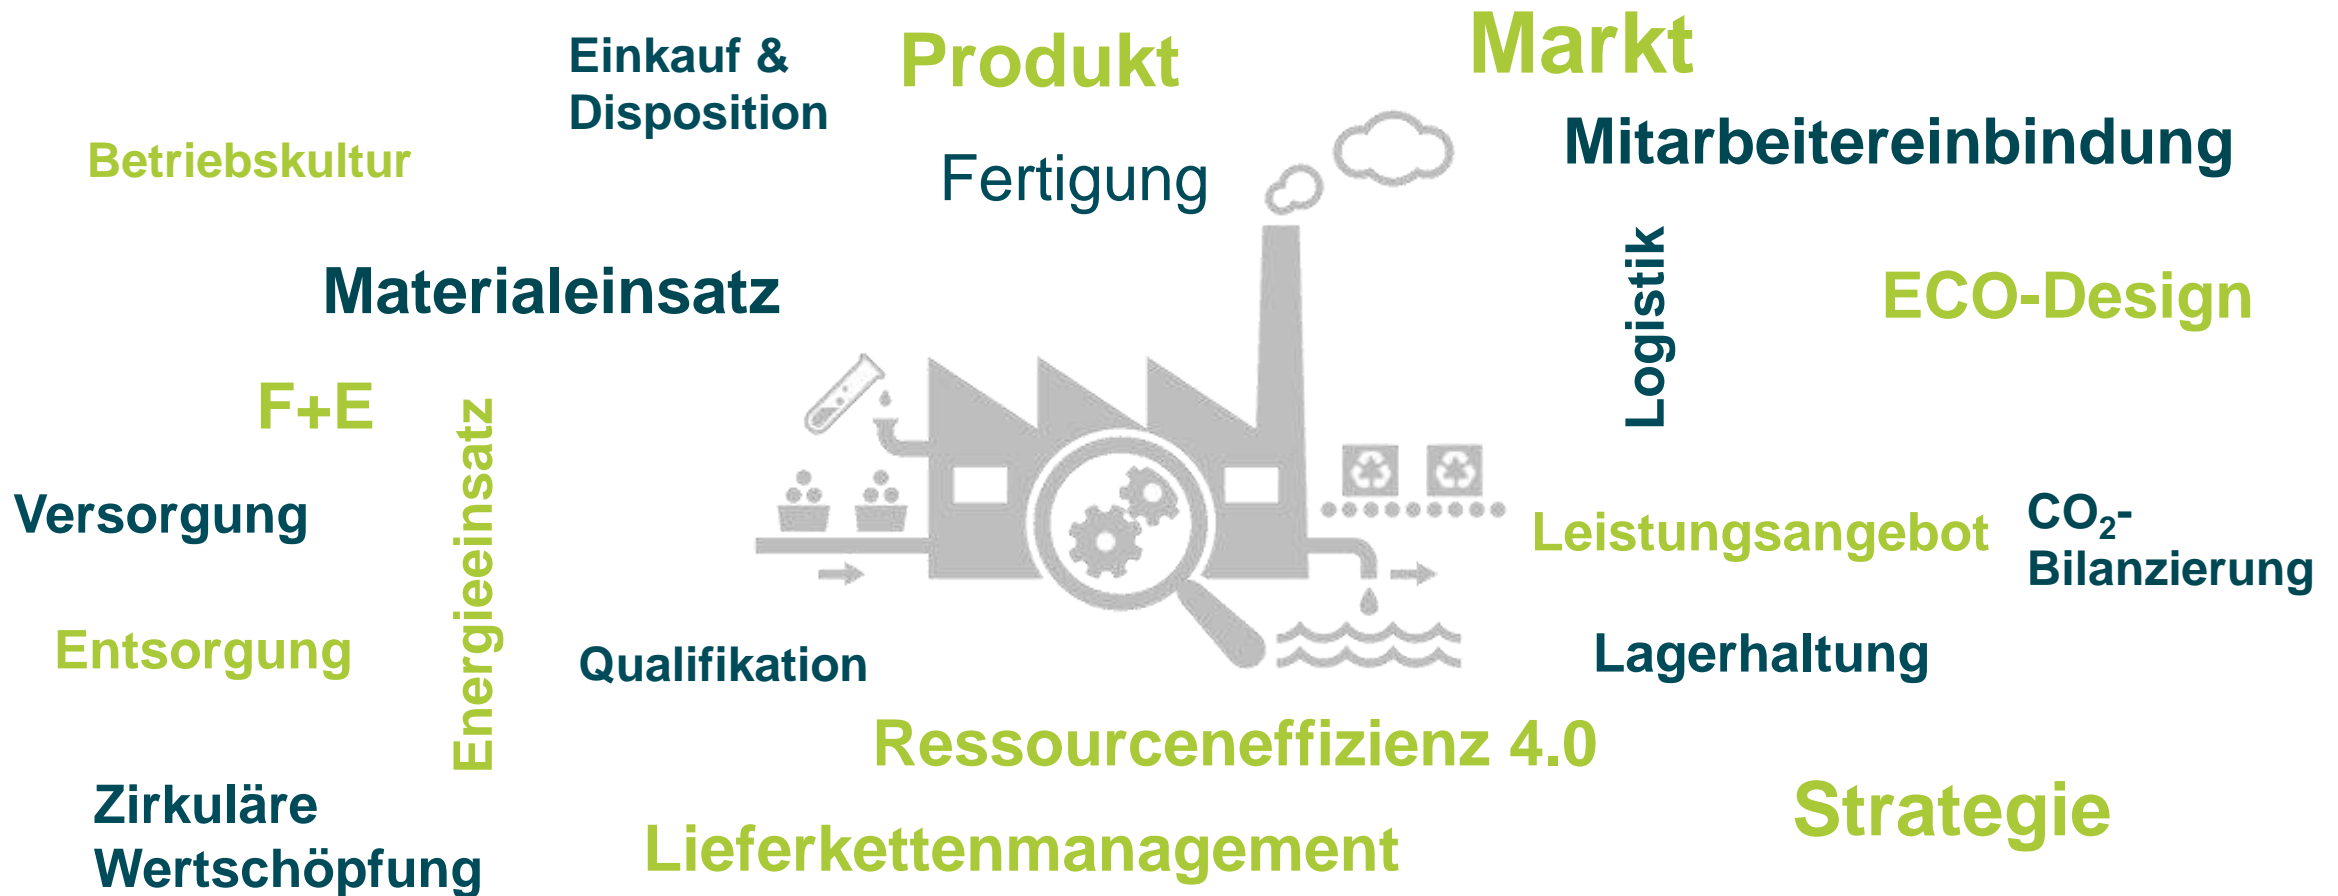 Einkauf &
Disposition
Produkt
Markt
Betriebskultur
Fertigung
Mitarbeitereinbindung
Materialeinsatz
Logistik
ECO-Design
F+E
Energieeinsatz
Versorgung
Leistungsangebot
CO₂-
Bilanzierung
Entsorgung
Qualifikation
Lagerhaltung
Ressourceneffizienz 4.0
Zirkuläre
Wertschöpfung
Lieferkettenmanagement
Strategie